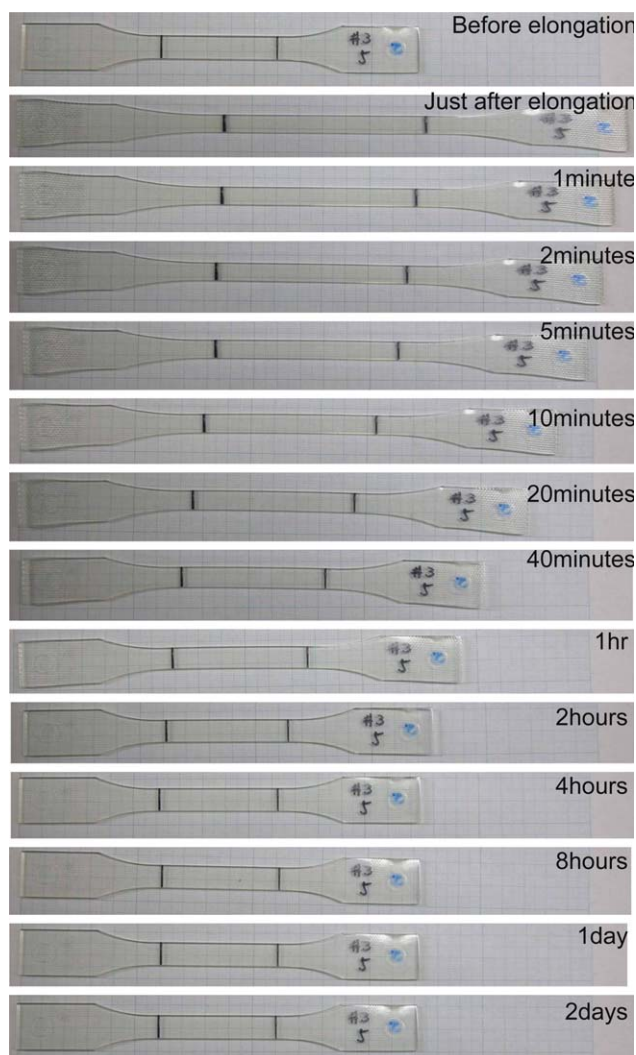 Before elongation
#3
5
Just after elongation
#3
5
1minute
#3
5
2minutes
#3
5
5minutes
#3
5
10minutes
#3
5
20minutes
#3
5
40minutes
#3
5
1hr
#3
5
2hours
#3
5
4hours
#3
5
8hours
#3
5
1day
#3
5
2days
#3
5